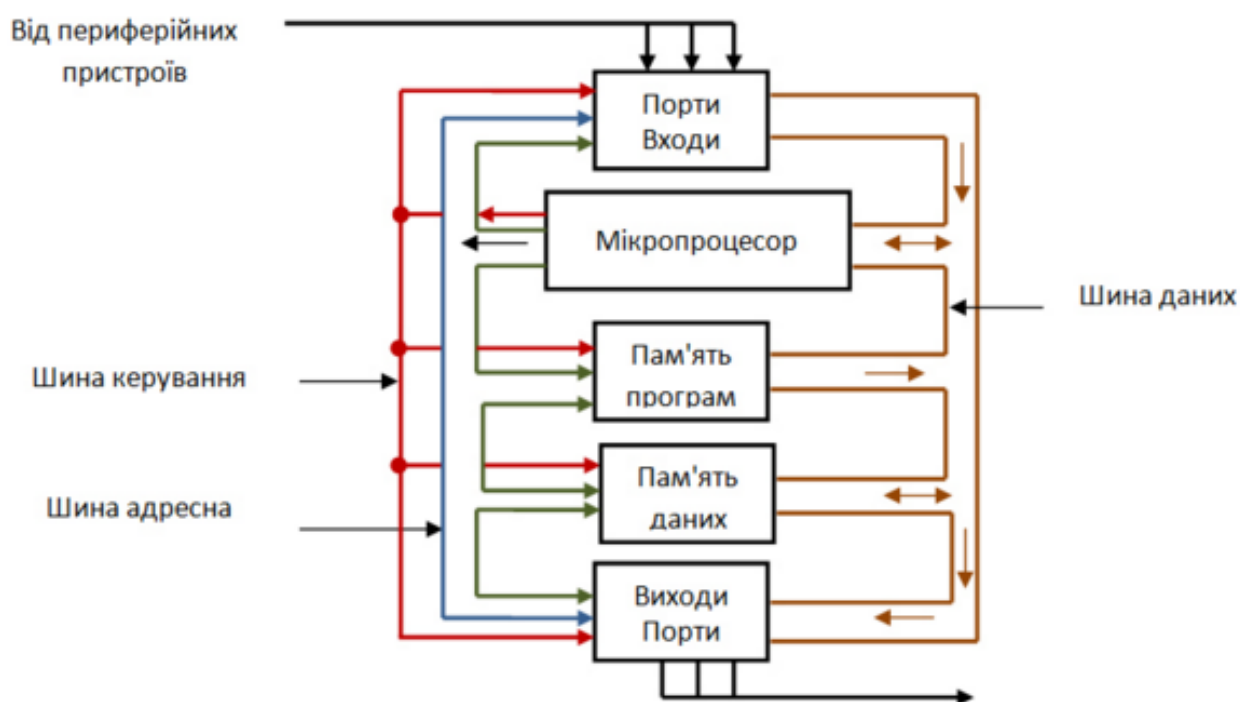 Від периферійних
пристроїв
Порти
Входи
Мікропроцесор
Шина даних
Пам'ять
програм
Шина керування
Пам'ять
даних
Шина адресна
Виходи
Порти